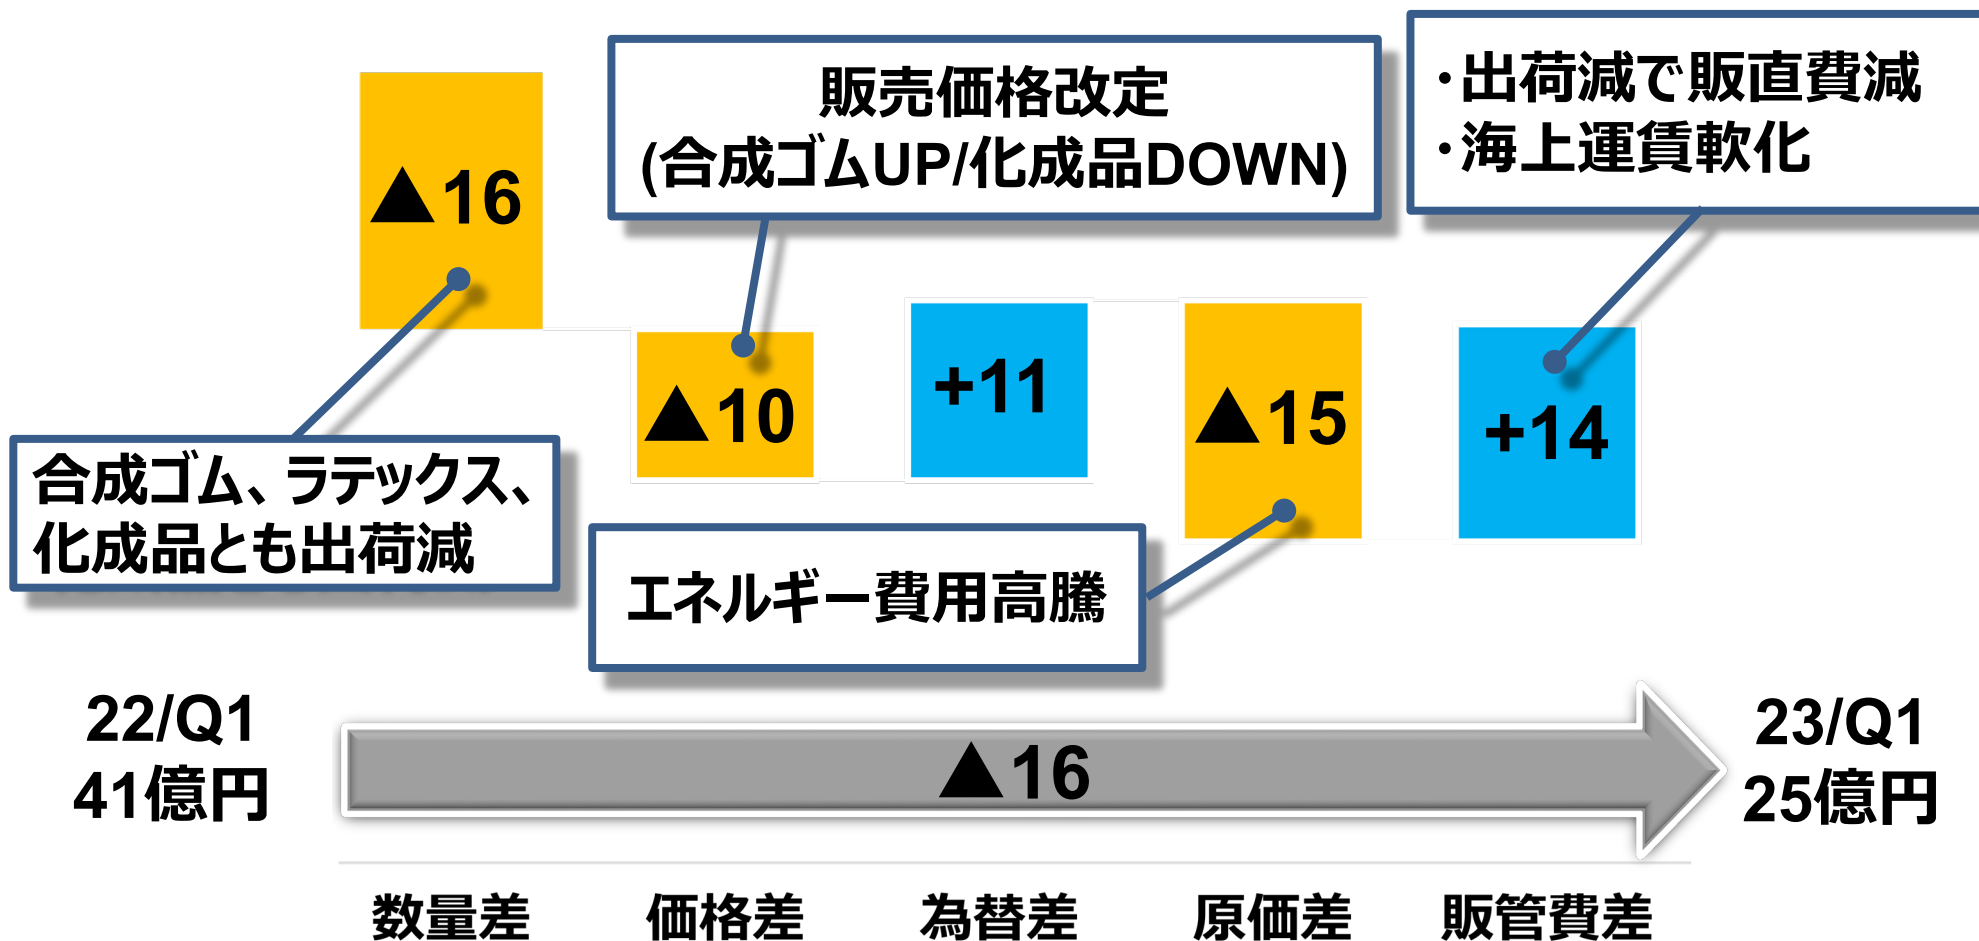 販売価格改定
(合成ゴムUP/化成品DOWN)
・出荷減で販直費減
・海上運賃軟化
▲16
▲10
+11
▲15
+14
合成ゴム、ラテックス、
化成品とも出荷減
エネルギー費用高騰
22/Q1
41億円
▲16
23/Q1
25億円
数量差
価格差
為替差
原価差
販管費差